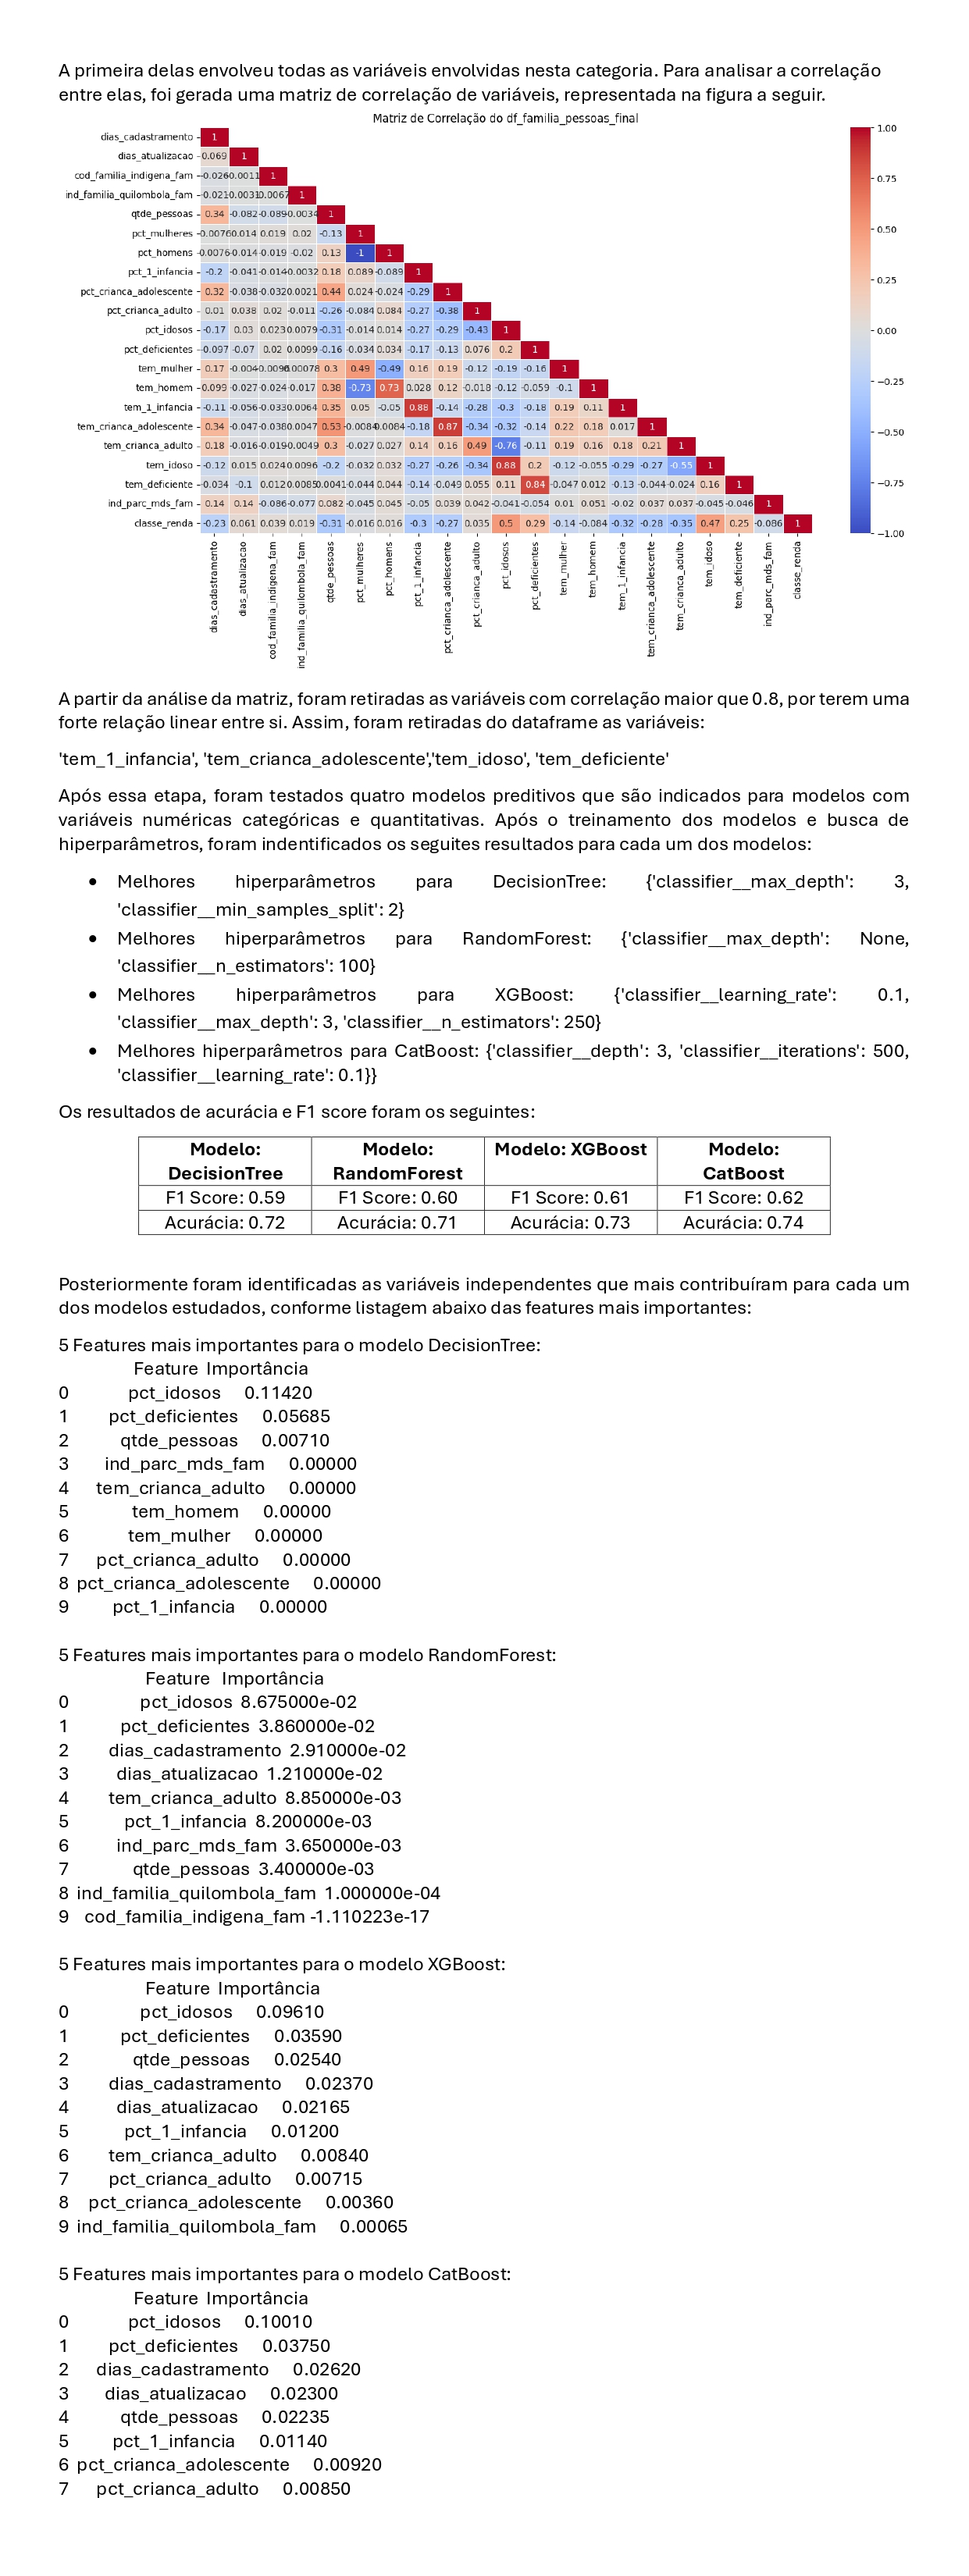 A primeira delas envolveu todas as variáveis envolvidas nesta categoria. Para analisar a correlação
entre elas, foi gerada uma matriz de correlação de variáveis, representada na figura a seguir.
Matriz de Correlação do df_familia_pessoas_final
dias_cadastramento 1
dias_atualizacao 0.069 1
cod_familia_indigena_fam -0.026 0.0011 1
ind_familia_quilombola_fam -0.021 0.0031 0.0067 1
qtde_pessoas 0.34 -0.082 -0.089 0.0034 1
pct_mulheres 0.0076 0.014 0.019 0.02 -0.13 1
pct_homens 0.0076 -0.014 -0.019 -0.02 0.13 -1 1
pct_1_infancia -0.2 -0.041 -0.014 0.0032 0.18 0.089 -0.089 1
pct_crianca_adolescente 0.32 -0.038 -0.032 0.0021 0.44 0.024 -0.024 -0.29 1
pct_crianca_adulto 0.01 0.038 0.02 -0.011 -0.26 -0.084 0.084 -0.27 -0.38 1
pct_idosos -0.17 0.03 0.023 0.0079 -0.31 -0.014 0.014 -0.27 -0.29 -0.43 1
pct_deficientes -0.097 -0.07 0.02 0.0099 -0.16 -0.034 0.034 -0.17 -0.13 0.076 0.2 1
tem_mulher 0.17 -0.004 -0.0096 0.00078 0.3 0.49 -0.49 0.16 0.19 -0.12 -0.19 -0.16 1
tem_homem 0.099 -0.027 -0.024 -0.017 0.38 -0.73 0.73 0.028 0.12 -0.018 -0.12 -0.059 -0.1 1
tem_1_infancia -0.11 -0.056 -0.033 0.0064 0.35 0.05 -0.05 0.88 -0.14 -0.28 -0.3 -0.18 0.19 0.11 1
tem_crianca_adolescente 0.34 -0.047 -0.038 0.0047 0.53 -0.0084 0.0084 -0.18 0.87 -0.34 -0.32 -0.14 0.22 0.18 0.017 1
tem_crianca_adulto 0.18 -0.016 -0.019 0.0049 0.3 -0.027 0.027 0.14 0.16 0.49 -0.76 -0.11 0.19 0.16 0.18 0.21 1
tem_idoso -0.12 0.015 0.024 0.0096 -0.2 -0.032 0.032 -0.27 -0.26 -0.34 0.88 0.2 -0.12 -0.055 -0.29 -0.27 -0.55 1
tem_deficiente -0.034 -0.1 0.012 0.0085 0.0041 -0.044 0.044 -0.14 -0.049 0.055 0.11 0.84 -0.047 0.012 -0.13 -0.044 -0.024 0.16 1
ind_parc_mds_fam 0.14 0.14 -0.086 -0.077 0.082 -0.045 0.045 -0.05 0.039 0.042 -0.041 -0.054 0.01 0.051 -0.02 0.037 0.037 -0.045 -0.046 1
classe_renda -0.23 0.061 0.039 0.019 -0.31 -0.016 0.016 -0.3 -0.27 0.035 0.5 0.29 -0.14 -0.084 -0.32 -0.28 -0.35 0.47 0.25 -0.086 1
dias_cadastramento dias_atualizacao cod_familia_indigena_fam ind_familia_quilombola_fam qtde_pessoas pct_mulheres pct_homens pct_1_infancia pct_crianca_adolescente pct_crianca_adulto pct_idosos pct_deficientes tem_mulher tem_homem tem_1_infancia tem_crianca_adolescente tem_crianca_adulto tem_idoso tem_deficiente ind_parc_mds_fam classe_renda
1.00
0.75
0.50
0.25
0.00
−0.25
−0.50
−0.75
−1.00
A partir da análise da matriz, foram retiradas as variáveis com correlação maior que 0.8, por terem uma
forte relação linear entre si. Assim, foram retiradas do dataframe as variáveis:
'tem_1_infancia', 'tem_crianca_adolescente','tem_idoso', 'tem_deficiente'
Após essa etapa, foram testados quatro modelos preditivos que são indicados para modelos com
variáveis numéricas categóricas e quantitativas. Após o treinamento dos modelos e busca de
hiperparâmetros, foram indentificados os seguites resultados para cada um dos modelos:
• Melhores hiperparâmetros para DecisionTree: {'classifier__max_depth': 3,
'classifier__min_samples_split': 2}
• Melhores hiperparâmetros para RandomForest: {'classifier__max_depth': None,
'classifier__n_estimators': 100}
• Melhores hiperparâmetros para XGBoost: {'classifier__learning_rate': 0.1,
'classifier__max_depth': 3, 'classifier__n_estimators': 250}
• Melhores hiperparâmetros para CatBoost: {'classifier__depth': 3, 'classifier__iterations': 500,
'classifier__learning_rate': 0.1}}
Os resultados de acurácia e F1 score foram os seguintes:
Modelo: Modelo: Modelo: XGBoost Modelo:
DecisionTree RandomForest CatBoost
F1 Score: 0.59 F1 Score: 0.60 F1 Score: 0.61 F1 Score: 0.62
Acurácia: 0.72 Acurácia: 0.71 Acurácia: 0.73 Acurácia: 0.74
Posteriormente foram identificadas as variáveis independentes que mais contribuíram para cada um
dos modelos estudados, conforme listagem abaixo das features mais importantes:
5 Features mais importantes para o modelo DecisionTree:
Feature Importância
0 pct_idosos 0.11420
1 pct_deficientes 0.05685
2 qtde_pessoas 0.00710
3 ind_parc_mds_fam 0.00000
4 tem_crianca_adulto 0.00000
5 tem_homem 0.00000
6 tem_mulher 0.00000
7 pct_crianca_adulto 0.00000
8 pct_crianca_adolescente 0.00000
9 pct_1_infancia 0.00000
5 Features mais importantes para o modelo RandomForest:
Feature Importância
0 pct_idosos 8.675000e-02
1 pct_deficientes 3.860000e-02
2 dias_cadastramento 2.910000e-02
3 dias_atualizacao 1.210000e-02
4 tem_crianca_adulto 8.850000e-03
5 pct_1_infancia 8.200000e-03
6 ind_parc_mds_fam 3.650000e-03
7 qtde_pessoas 3.400000e-03
8 ind_familia_quilombola_fam 1.000000e-04
9 cod_familia_indigena_fam -1.110223e-17
5 Features mais importantes para o modelo XGBoost:
Feature Importância
0 pct_idosos 0.09610
1 pct_deficientes 0.03590
2 qtde_pessoas 0.02540
3 dias_cadastramento 0.02370
4 dias_atualizacao 0.02165
5 pct_1_infancia 0.01200
6 tem_crianca_adulto 0.00840
7 pct_crianca_adulto 0.00715
8 pct_crianca_adolescente 0.00360
9 ind_familia_quilombola_fam 0.00065
5 Features mais importantes para o modelo CatBoost:
Feature Importância
0 pct_idosos 0.10010
1 pct_deficientes 0.03750
2 dias_cadastramento 0.02620
3 dias_atualizacao 0.02300
4 qtde_pessoas 0.02235
5 pct_1_infancia 0.01140
6 pct_crianca_adolescente 0.00920
7 pct_crianca_adulto 0.00850